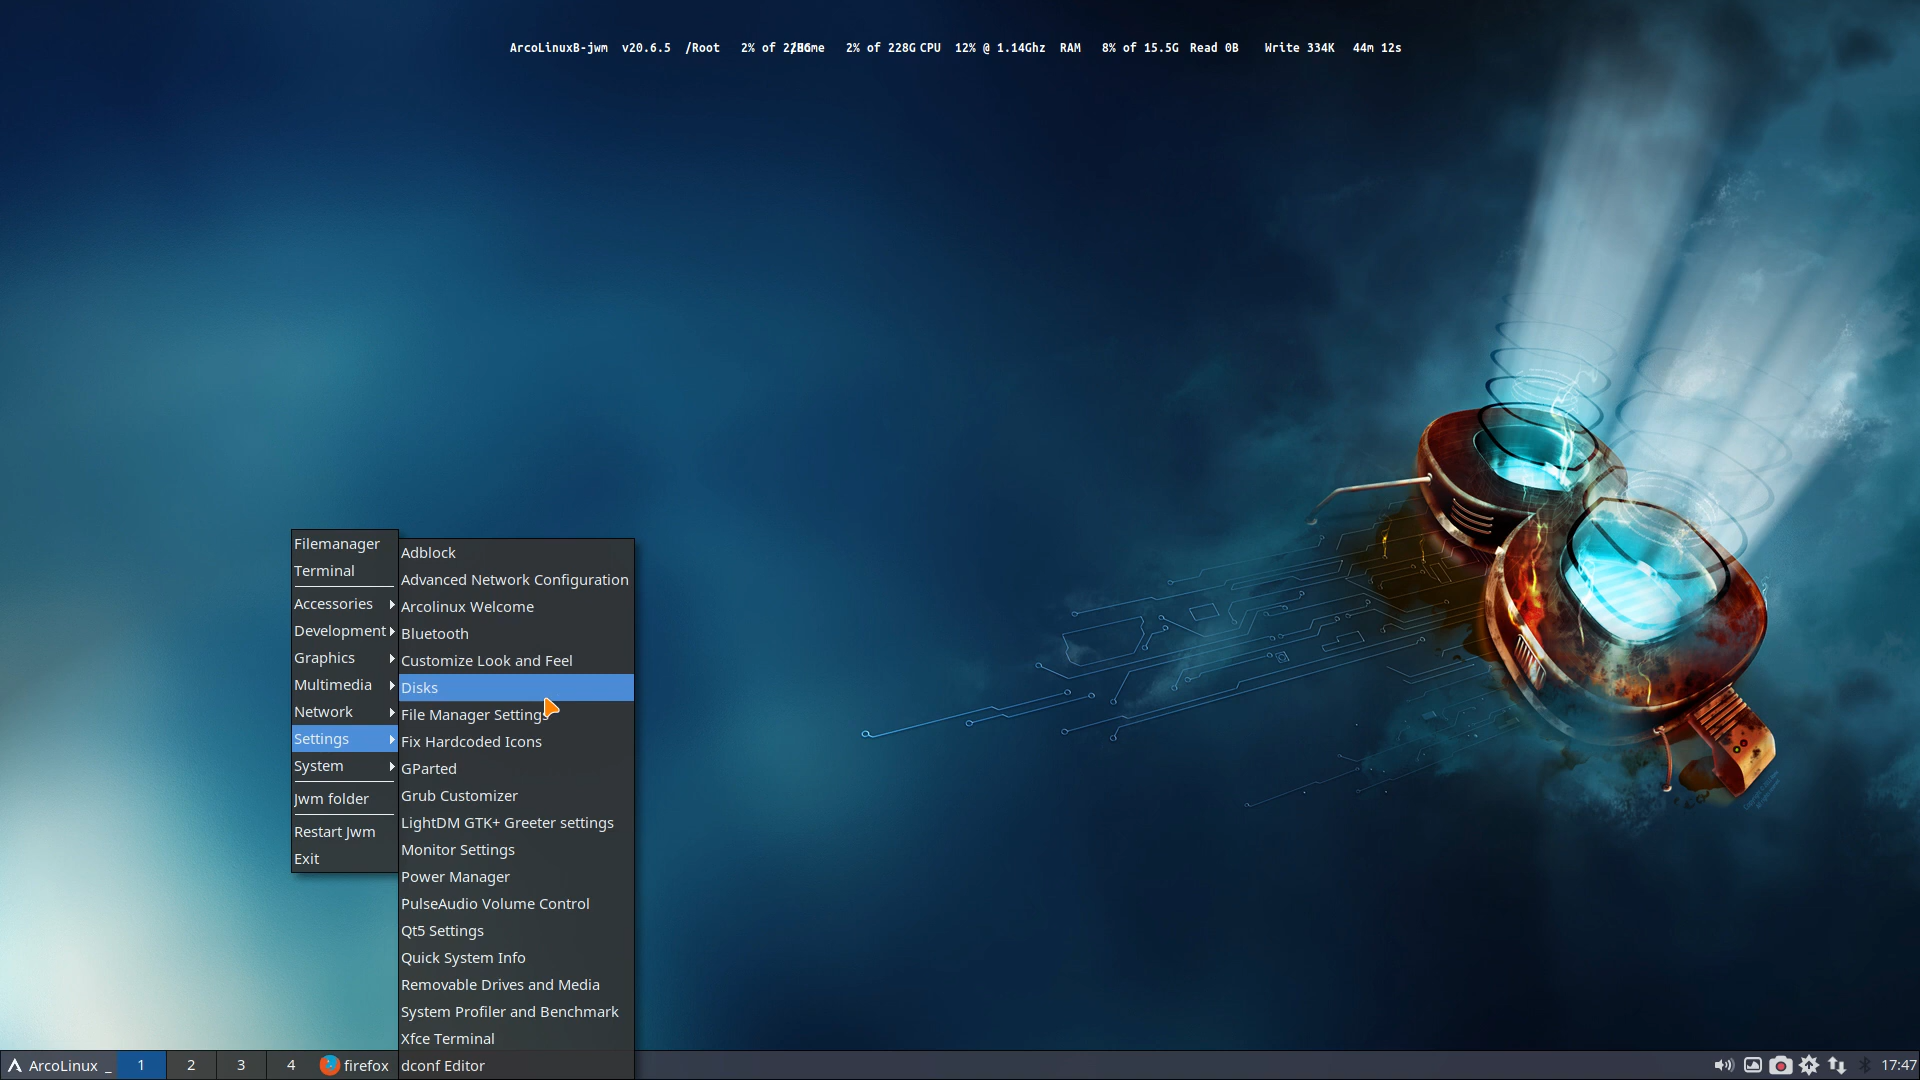 ArcoLinuxB-jwm v20.6.5 /Root 2% of /Home 2% of 228G CPU 12% @ 1.14Ghz RAM 8% of 15.5G Read 0B Write 334K 44m 12s
Filemanager
Terminal
Accessories
Development
Graphics
Multimedia
Network
Settings
System
Jwm folder
Restart Jwm
Exit
Adblock
Advanced Network Configuration
Arcolinux Welcome
Bluetooth
Customize Look and Feel
Disks
File Manager Settings
Fix Hardcoded Icons
GParted
Grub Customizer
LightDM GTK+ Greeter settings
Monitor Settings
Power Manager
PulseAudio Volume Control
Qt5 Settings
Quick System Info
Removable Drives and Media
System Profiler and Benchmark
Xfce Terminal
dconf Editor
ArcoLinux _ 1 2 3 4 firefox 17:47